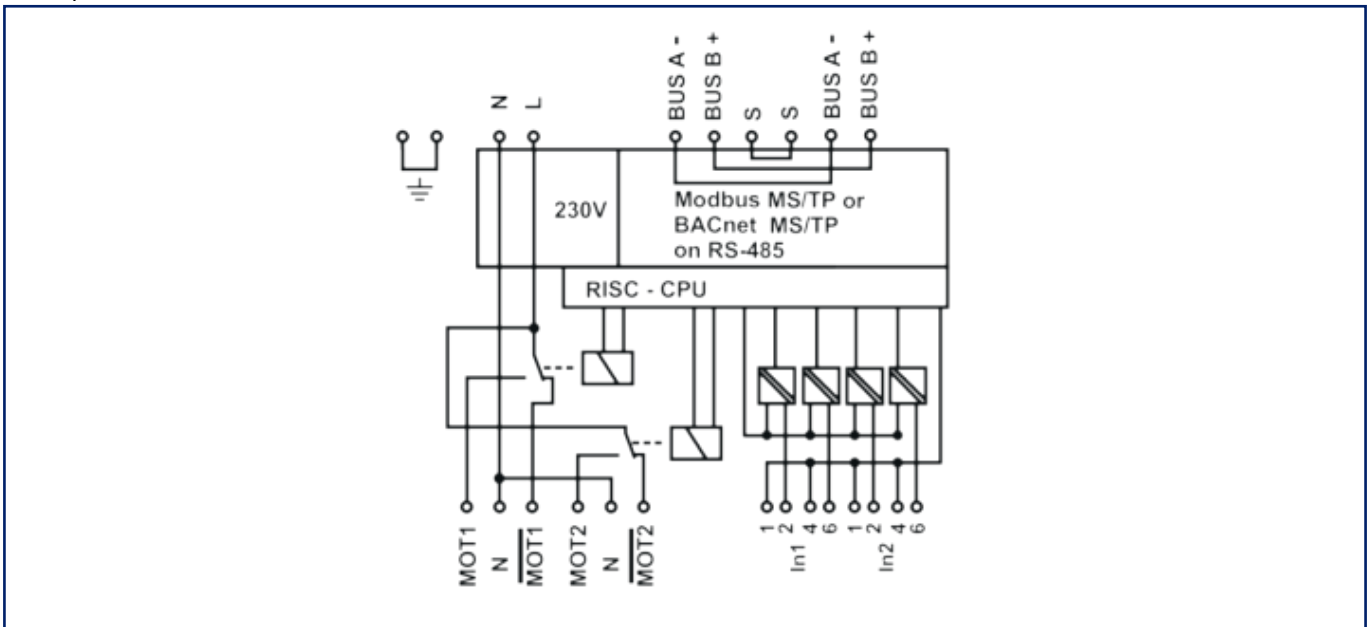 N
L
BUS A -
BUS B +
S
S
BUS A -
BUS B +
230V
Modbus MS/TP or
BACnet MS/TP
on RS-485
RISC - CPU
MOT1
N
MOT1
MOT2
N
MOT2
1
2
4
6
1
2
4
6
In1
In2